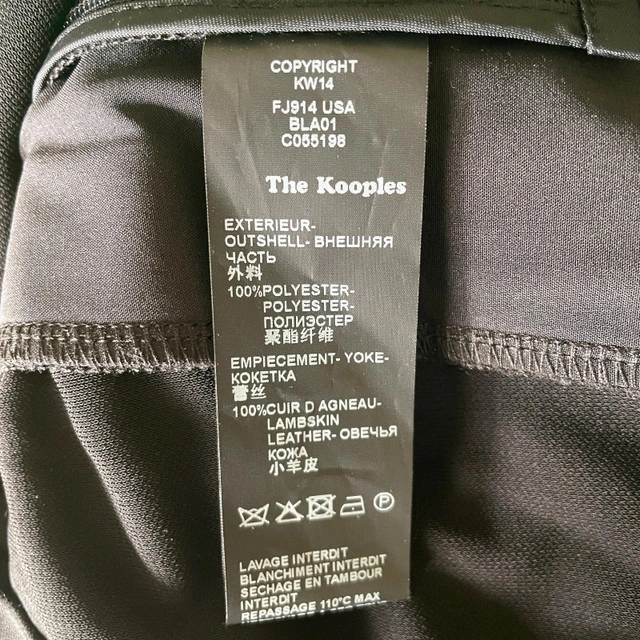 COPYRIGHT
KW14
FJ914 USA
BLA01
C055198
The Kooples
EXTERIEUR-
OUTSHELL- ВНЕШНЯЯ
ЧАСТЬ
外料
100%POLYESTER-
POLYESTER-
ПОЛИЭСТЕР
聚酯纤维
EMPIECEMENT- YOKE-
КОКЕТКА
蕾丝
100%CUIR D AGNEAU-
LAMBSKIN
LEATHER- ОВЕЧЬЯ
КОЖА
小羊皮
P
LAVAGE INTERDIT
BLANCHIMENT INTERDIT
SECHAGE EN TAMBOUR
INTERDIT
REPASSAGE 110°C MAX